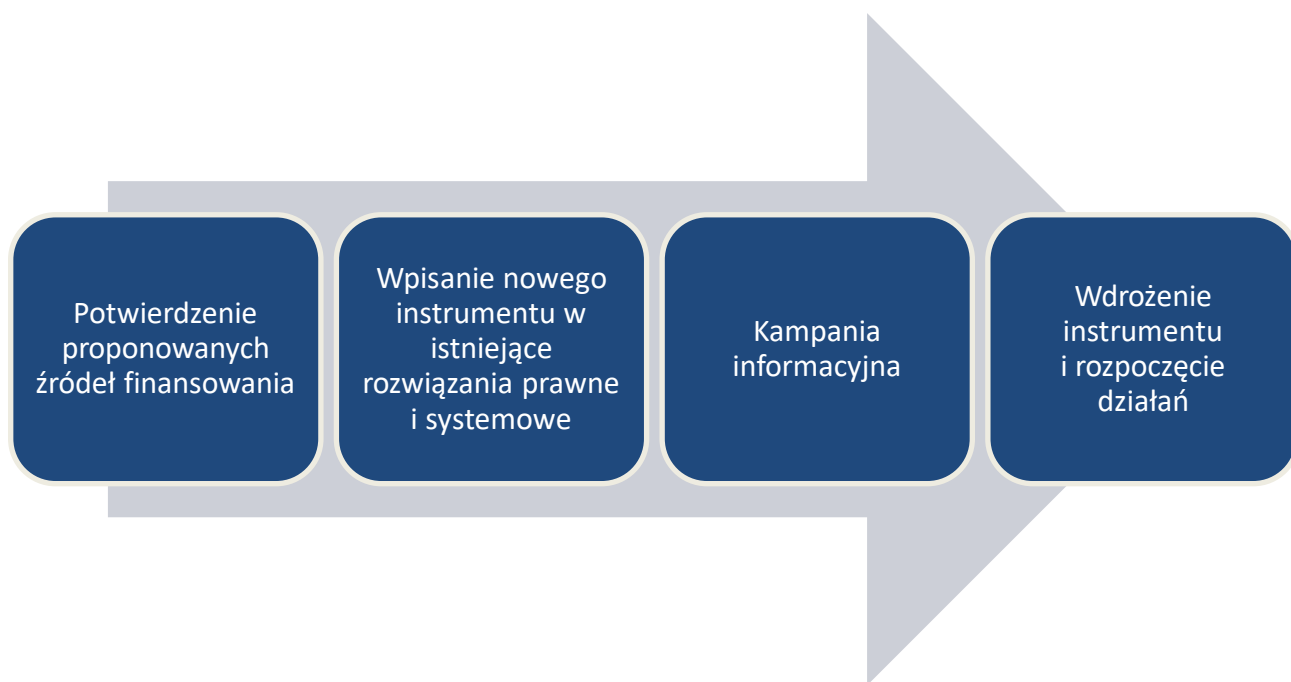 Potwierdzenie
proponowanych
źródeł finansowania
Wpisanie nowego
instrumentu w
istniejące
rozwiązania prawne
i systemowe
Kampania
informacyjna
Wdrożenie
instrumentu
i rozpoczęcie
działań